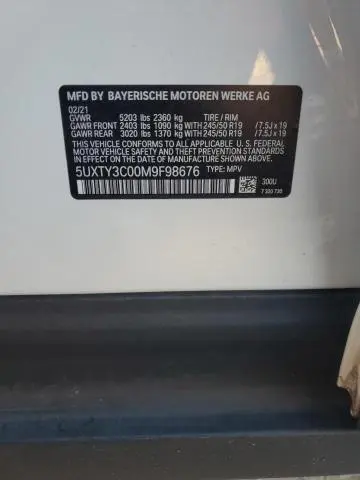 MFD BY BAYERISCHE MOTOREN WERKE AG
02/21
GVWR 5203 lbs 2360 kg TIRE / RIM
GAWR FRONT 2403 lbs 1090 kg WITH 245/50 R19 /7.5J x 19
GAWR REAR 3020 lbs 1370 kg WITH 245/50 R19 /7.5J x 19
THIS VEHICLE CONFORMS TO ALL APPLICABLE U. S. FEDERAL
MOTOR VEHICLE SAFETY AND THEFT PREVENTION STANDARDS
IN EFFECT ON THE DATE OF MANUFACTURE SHOWN ABOVE.
5UXTY3C00M9F98676 TYPE: MPV
300U
7 330 730